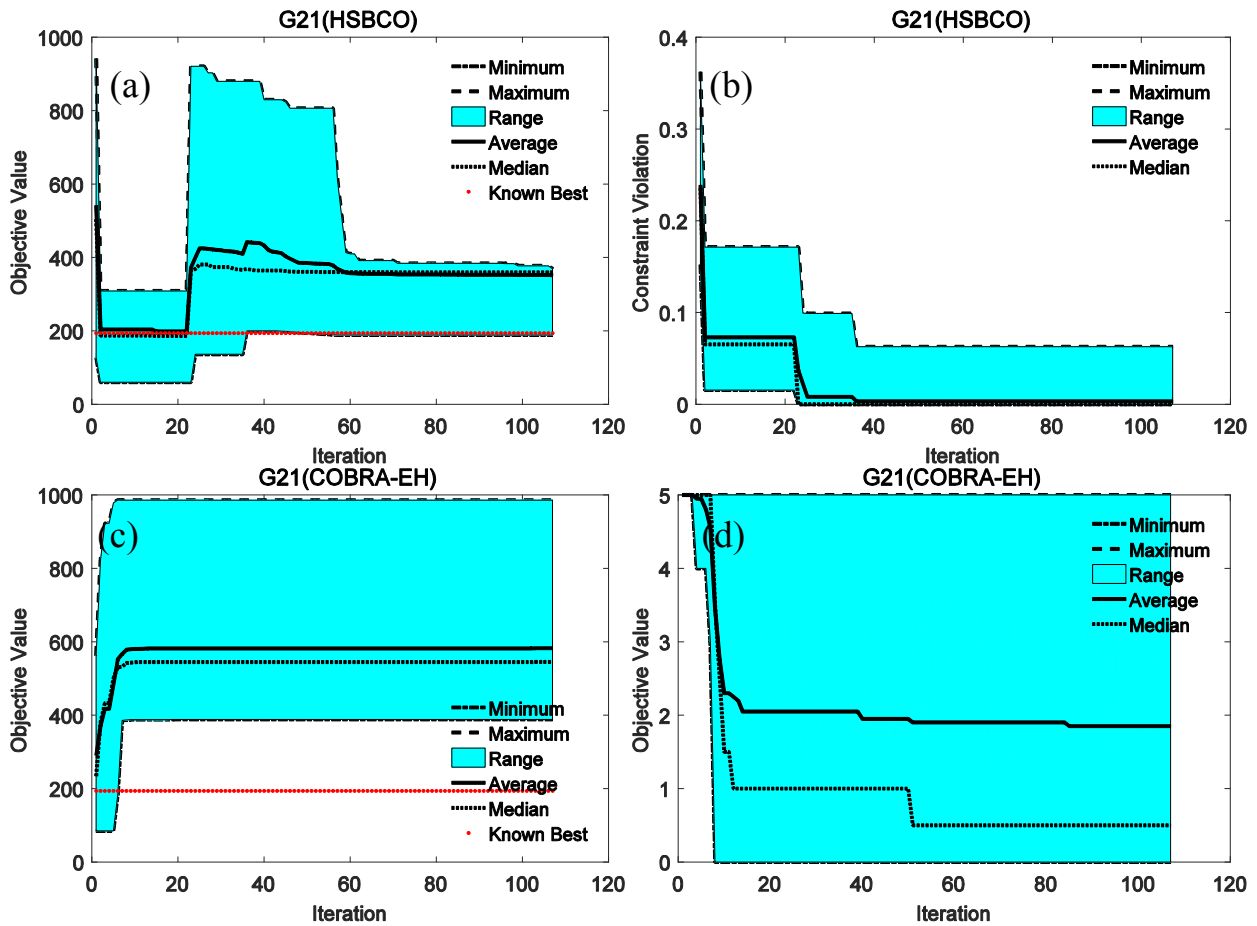 G21(HSBCO)
(a)
Objective Value
1000
800
600
400
200
0
Minimum
Maximum
Range
Average
Median
Known Best
0 20 40 60 80 100 120
Iteration
G21(HSBCO)
(b)
Constraint Violation
0.4
0.3
0.2
0.1
0
Minimum
Maximum
Range
Average
Median
0 20 40 60 80 100 120
Iteration
G21(COBRA-EH)
(c)
Objective Value
1000
800
600
400
200
0
Minimum
Maximum
Range
Average
Median
Known Best
0 20 40 60 80 100 120
Iteration
G21(COBRA-EH)
(d)
Objective Value
5
4
3
2
1
0
Minimum
Maximum
Range
Average
Median
0 20 40 60 80 100 120
Iteration